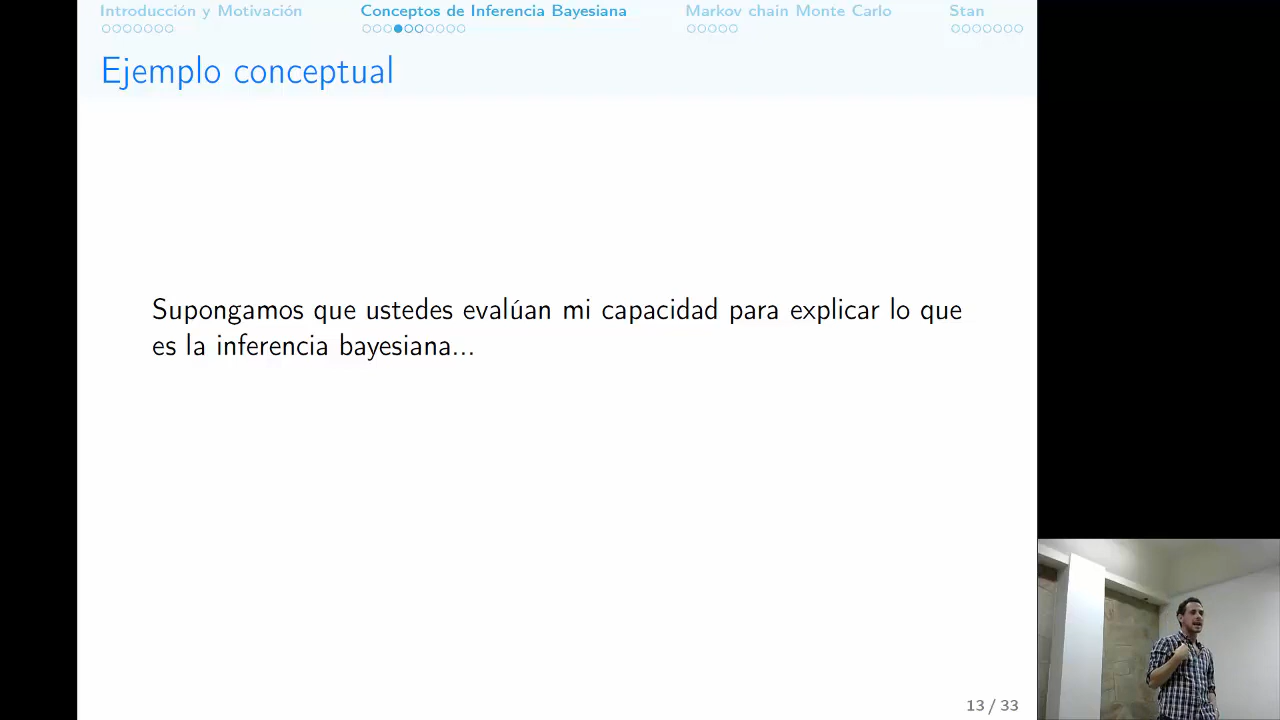 Introducción y Motivación
Conceptos de Inferencia Bayesiana
Markov chain Monte Carlo
Stan
Ejemplo conceptual
Supongamos que ustedes evalúan mi capacidad para explicar lo que
es la inferencia bayesiana...
13 / 33